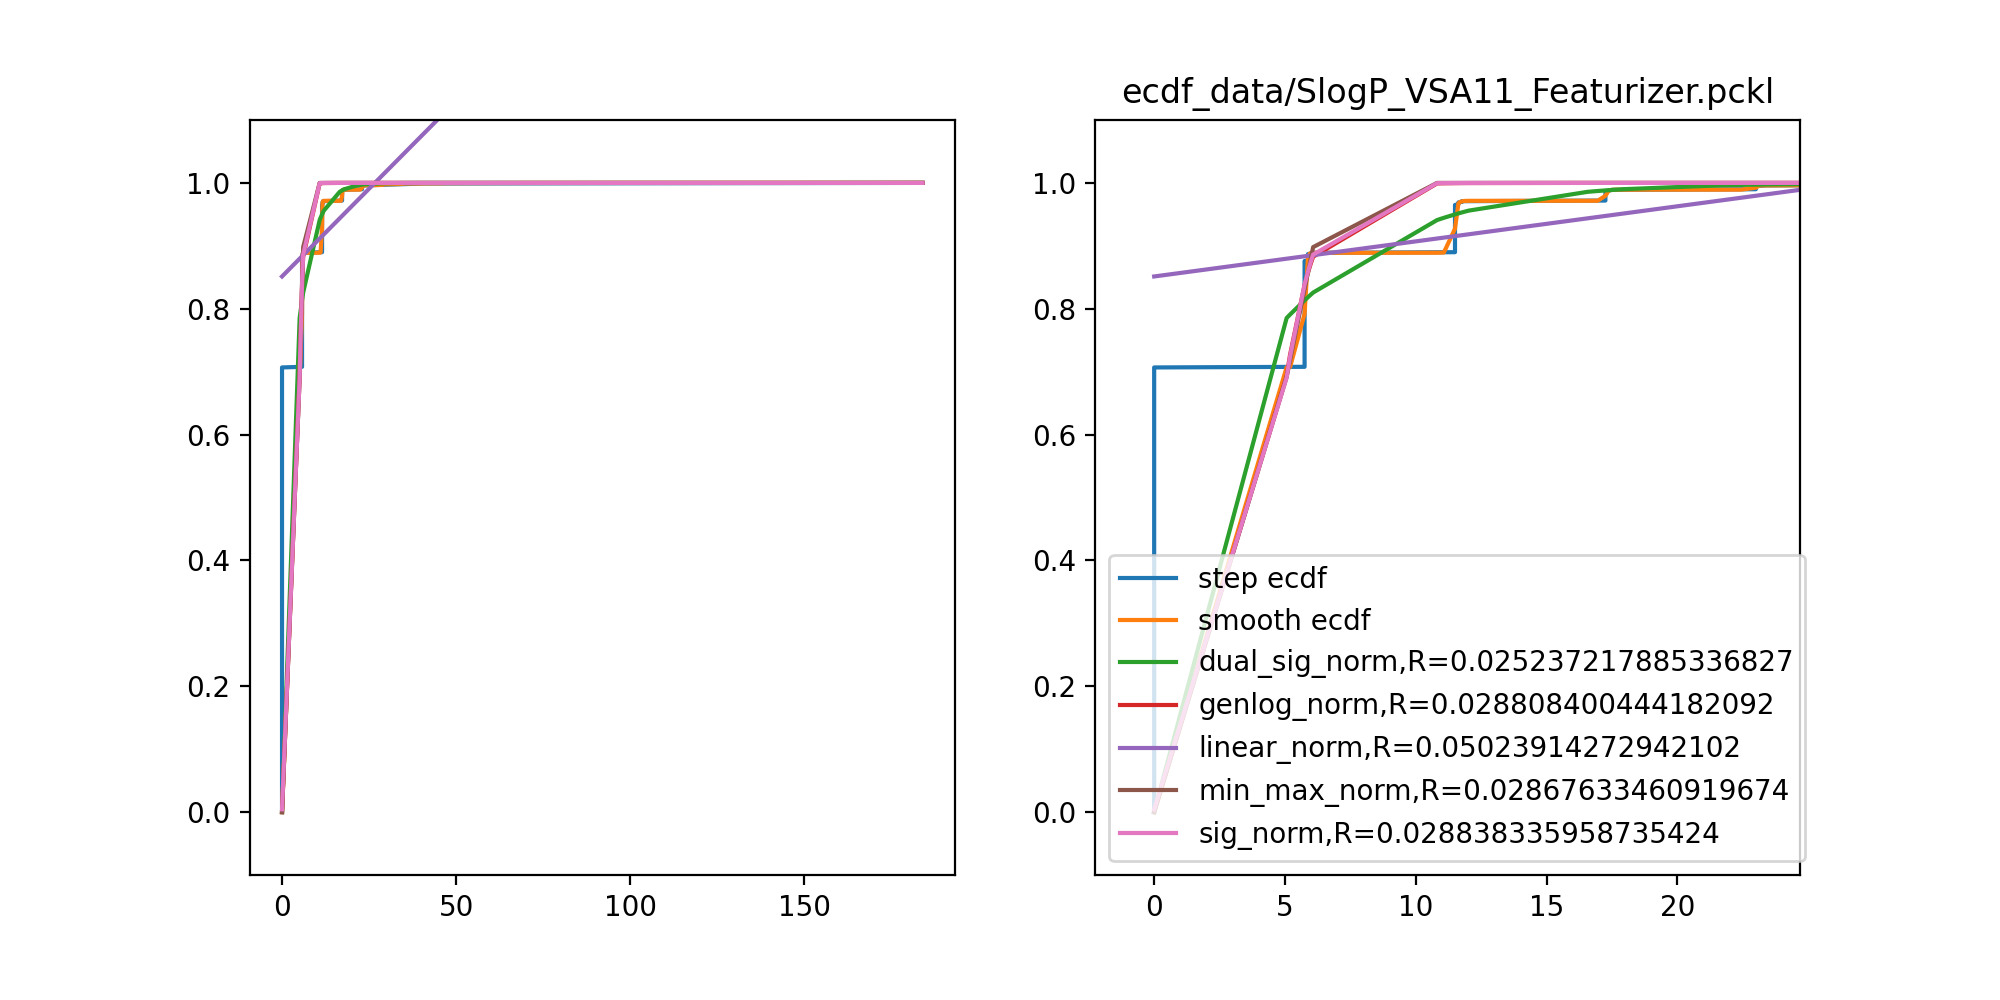 ecdf_data/SlogP_VSA11_Featurizer.pckl
1.0
0.8
0.6
0.4
0.2
0.0
0 50 100 150
1.0
0.8
0.6
0.4
0.2
0.0
0 5 10 15 20
step ecdf
smooth ecdf
dual_sig_norm,R=0.025237217885336827
genlog_norm,R=0.028808400444182092
linear_norm,R=0.05023914272942102
min_max_norm,R=0.02867633460919674
sig_norm,R=0.028838335958735424